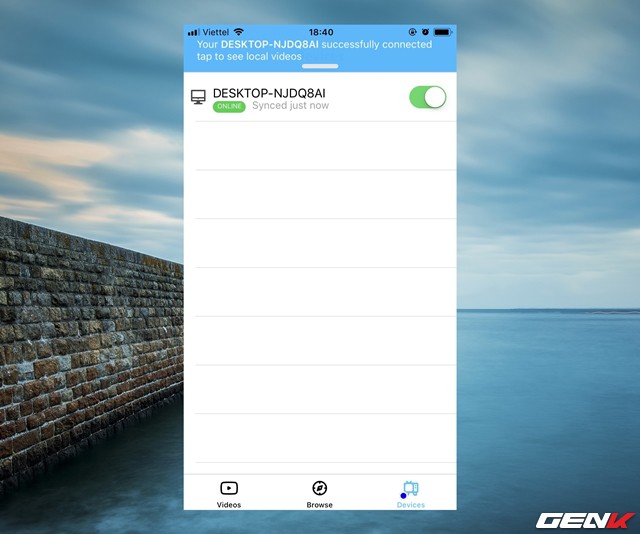 Viettel 18:40
Your DESKTOP-NJDQ8AI successfully connected
tap to see local videos
DESKTOP-NJDQ8AI
ONLINE Synced just now
Videos Browse Devices
GENK